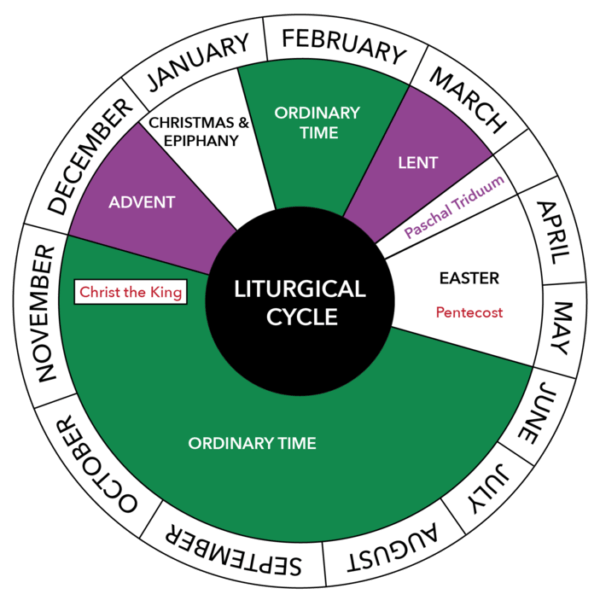 JANUARY
FEBRUARY
MARCH
APRIL
MAY
JUNE
JULY
AUGUST
SEPTEMBER
OCTOBER
NOVEMBER
DECEMBER
CHRISTMAS &
EPIPHANY
ORDINARY
TIME
LENT
Paschal Triduum
EASTER
Pentecost
ORDINARY TIME
Christ the King
ADVENT
LITURGICAL
CYCLE